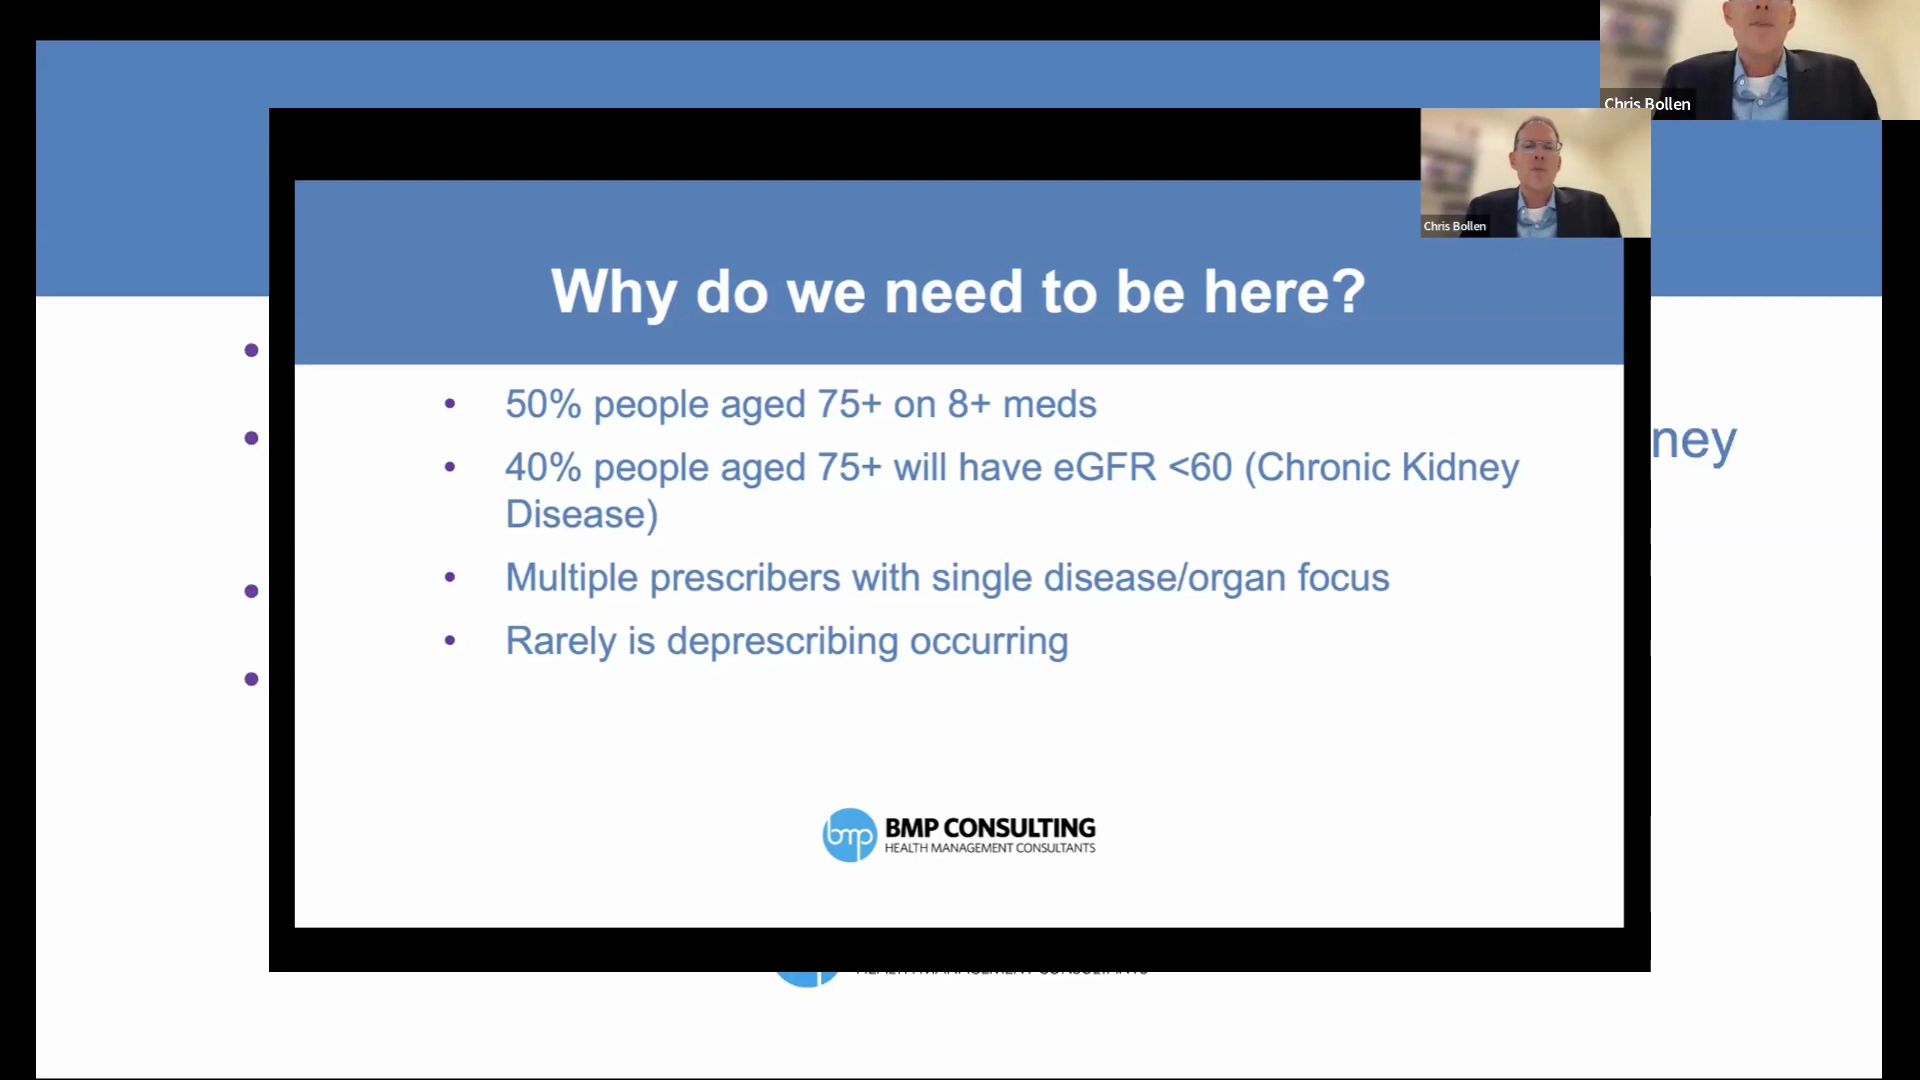 Chris Bollen
Chris Bollen
Why do we need to be here?
• 50% people aged 75+ on 8+ meds
• 40% people aged 75+ will have eGFR <60 (Chronic Kidney
Disease)
ney
• Multiple prescribers with single disease/organ focus
• Rarely is deprescribing occurring
bmp
BMP CONSULTING
HEALTH MANAGEMENT CONSULTANTS